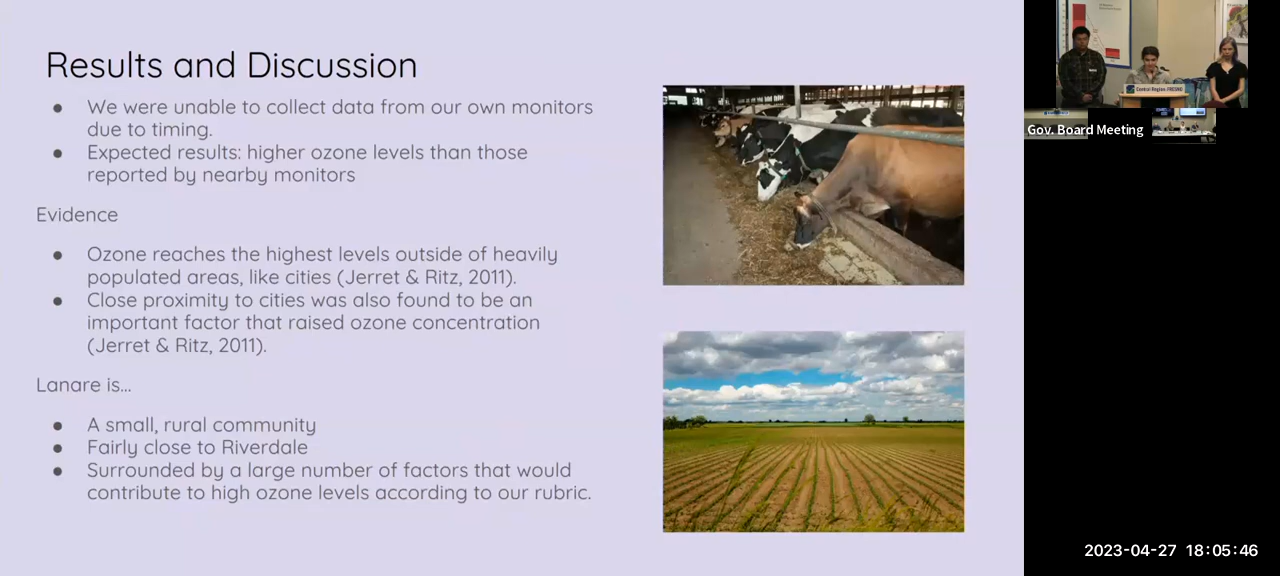 Results and Discussion
● We were unable to collect data from our own monitors
due to timing.
● Expected results: higher ozone levels than those
reported by nearby monitors
Evidence
● Ozone reaches the highest levels outside of heavily
populated areas, like cities (Jerret & Ritz, 2011).
● Close proximity to cities was also found to be an
important factor that raised ozone concentration
(Jerret & Ritz, 2011).
Lanare is...
● A small, rural community
● Fairly close to Riverdale
● Surrounded by a large number of factors that would
contribute to high ozone levels according to our rubric.
Central Region-FRESNO
Gov. Board Meeting
2023-04-27 18:05:46